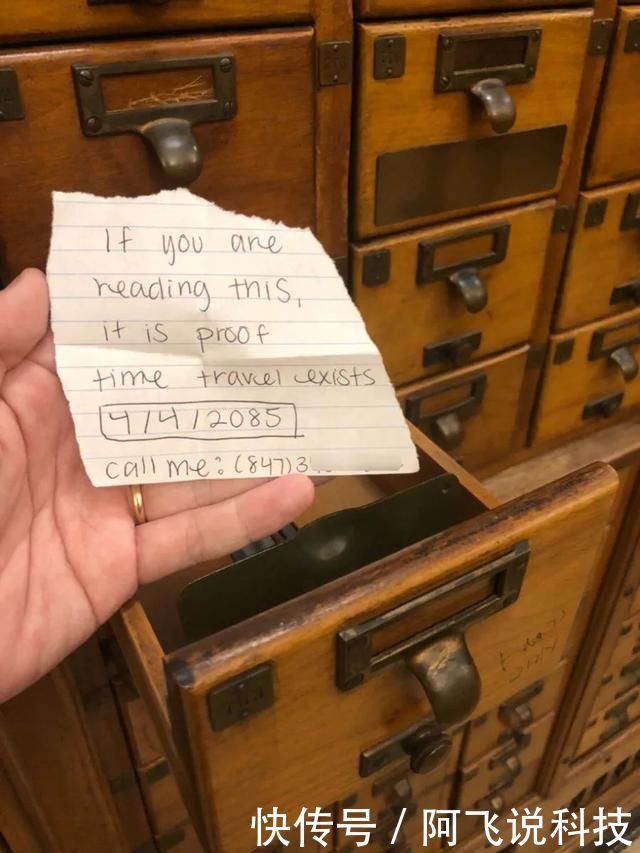 If you are
reading this,
it is proof
time travel exists
4/4/2085
call me: (847)3
快传号 / 阿飞说科技